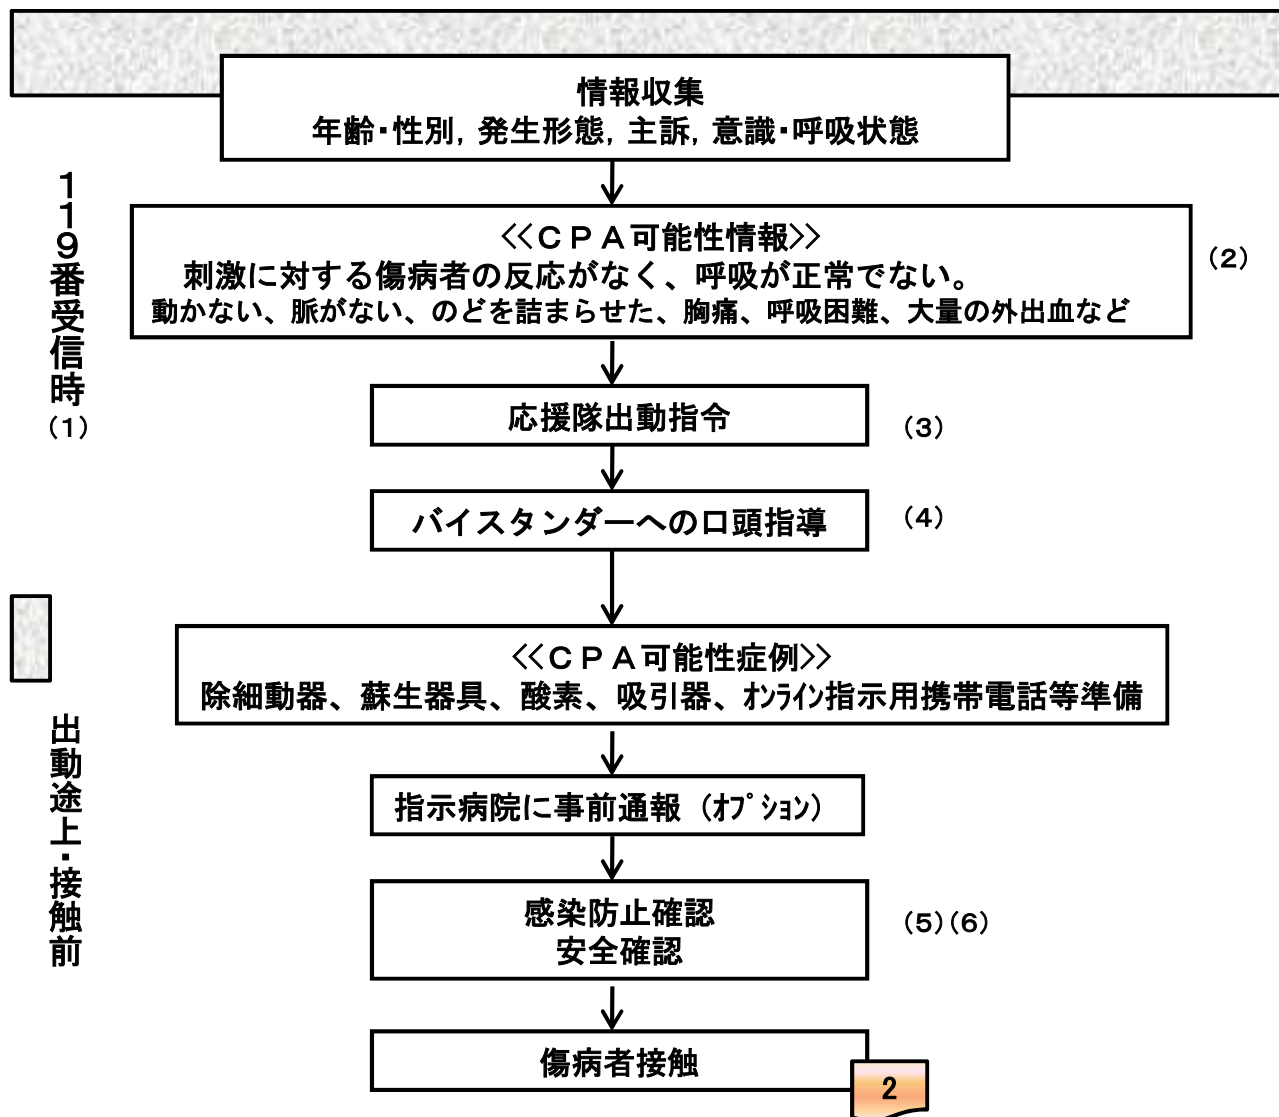 情報収集
年齢・性別, 発生形態, 主訴, 意識・呼吸状態
119番受信時
(1)
<<CPA可能性情報>>
刺激に対する傷病者の反応がなく、呼吸が正常でない。
動かない、脈がない、のどを詰まらせた、胸痛、呼吸困難、大量の外出血など
(2)
応援隊出動指令
(3)
バイスタンダーへの口頭指導
(4)
出動途上・接触前
<<CPA可能性症例>>
除細動器、蘇生器具、酸素、吸引器、オンライン指示用携帯電話等準備
指示病院に事前通報（オプション）
感染防止確認
安全確認
(5)(6)
傷病者接触
2